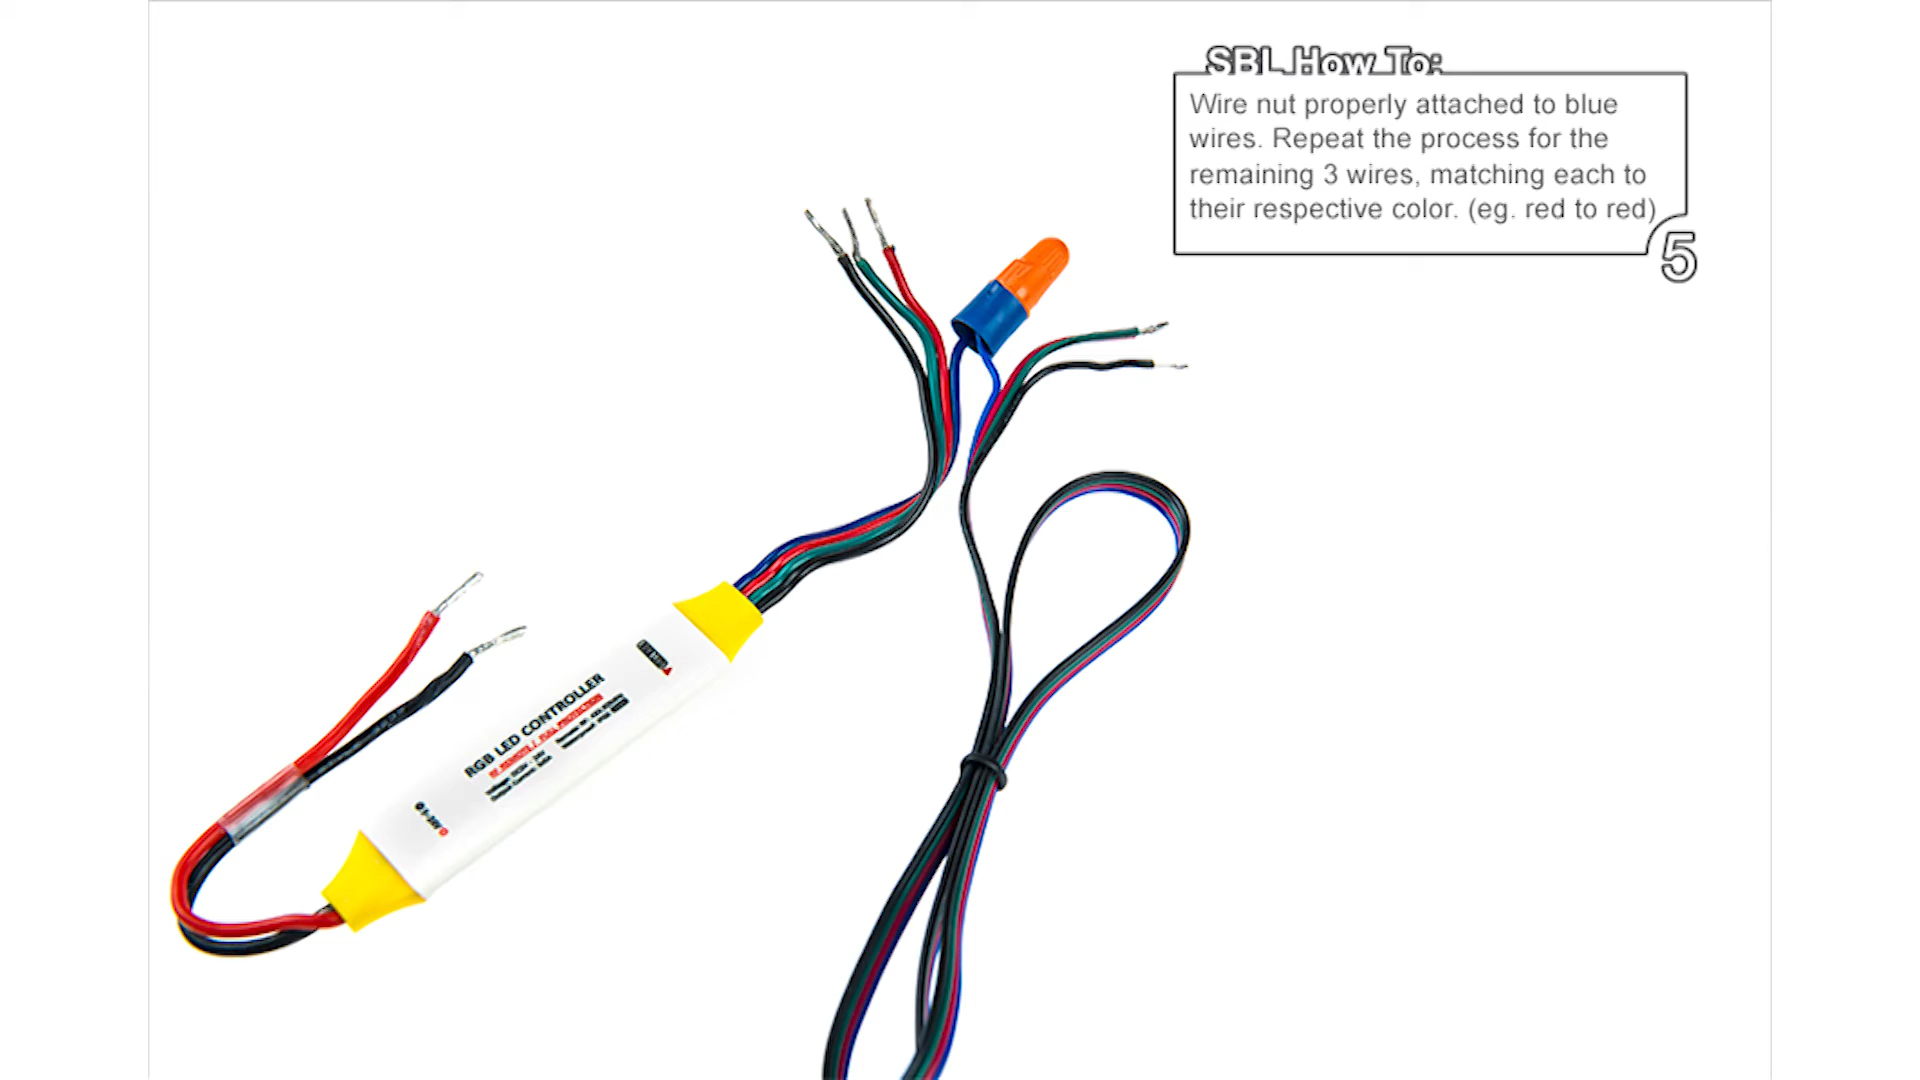 SBL How To:
Wire nut properly attached to blue
wires. Repeat the process for the
remaining 3 wires, matching each to
their respective color. (eg. red to red)
5
RGB LED CONTROLLER